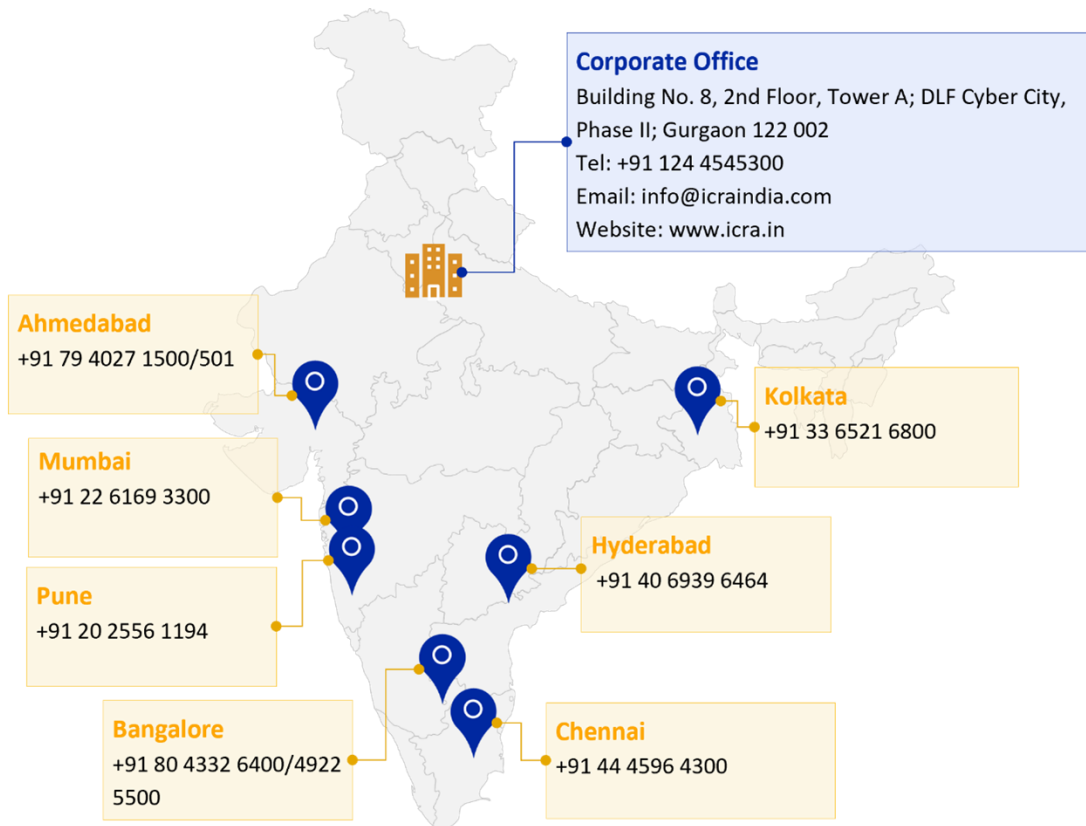 Corporate Office
Building No. 8, 2nd Floor, Tower A; DLF Cyber City,
Phase II; Gurgaon 122 002
Tel: +91 124 4545300
Email: info@icraindia.com
Website: www.icra.in
Ahmedabad
+91 79 4027 1500/501
Kolkata
+91 33 6521 6800
Mumbai
+91 22 6169 3300
Hyderabad
+91 40 6939 6464
Pune
+91 20 2556 1194
Bangalore
+91 80 4332 6400/4922
5500
Chennai
+91 44 4596 4300